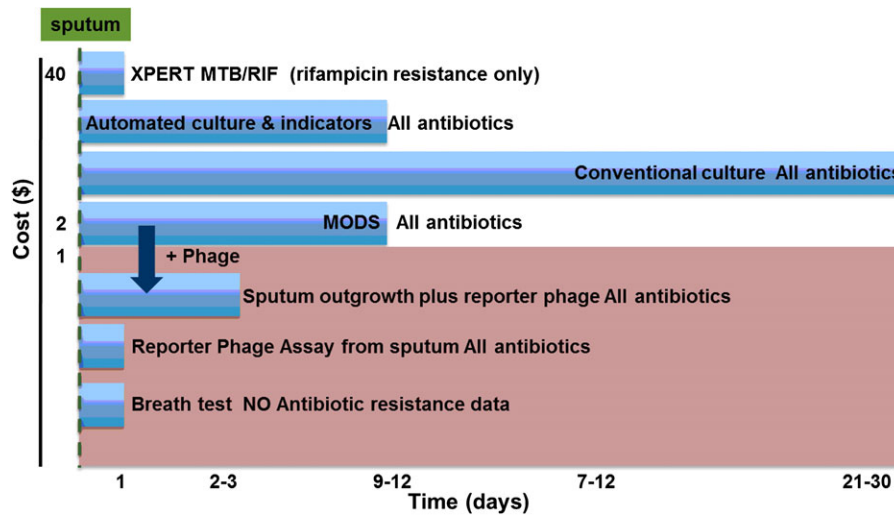 sputum
40
XPERT MTB/RIF (rifampicin resistance only)
Automated culture & indicators All antibiotics
Conventional culture All antibiotics
Cost ($)
2
MODS All antibiotics
1
+ Phage
Sputum outgrowth plus reporter phage All antibiotics
Reporter Phage Assay from sputum All antibiotics
Breath test NO Antibiotic resistance data
1 2-3 9-12 7-12 21-30
Time (days)